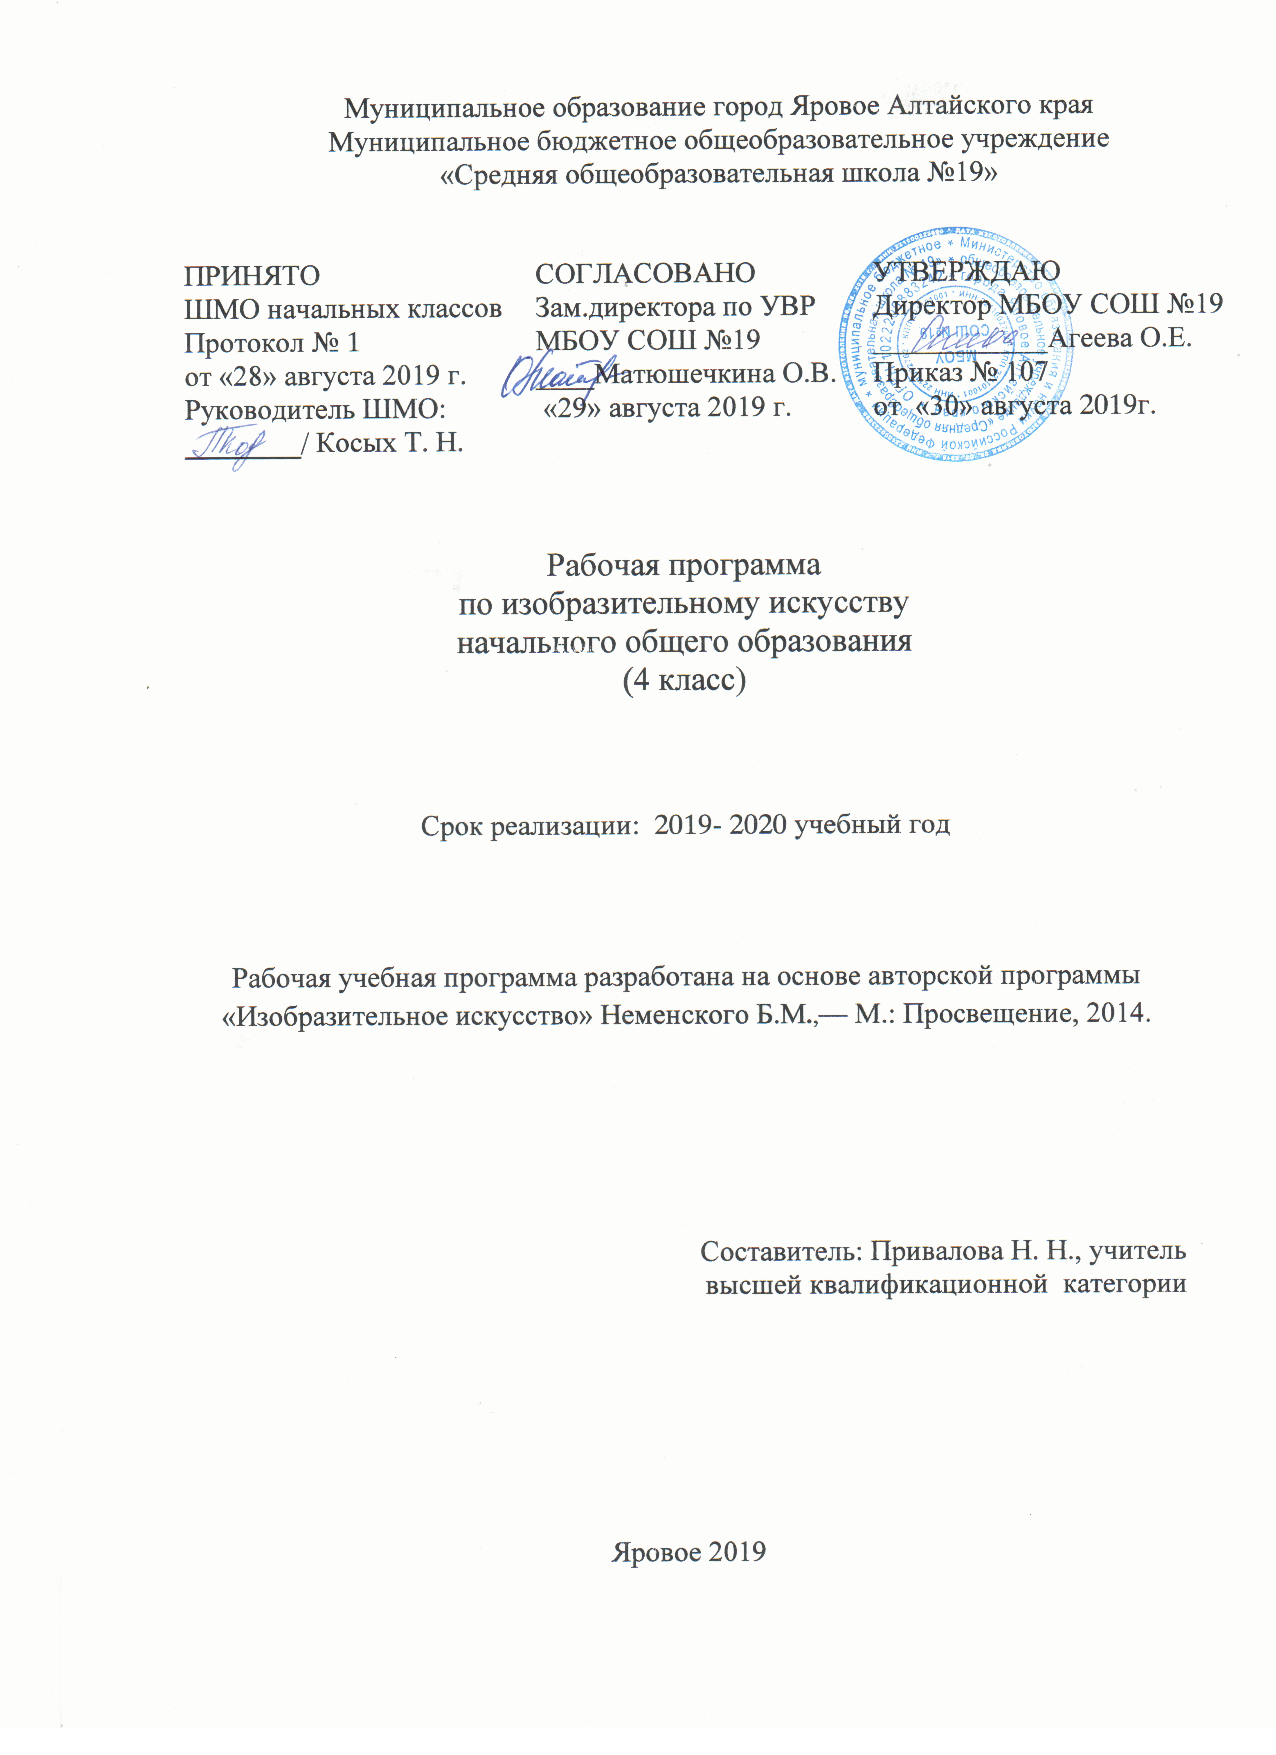 Муниципальное образование город Яровое Алтайского края
Муниципальное бюджетное общеобразовательное учреждение
«Средняя общеобразовательная школа №19»
ПРИНЯТО
ШМО начальных классов
Протокол № 1
от «28» августа 2019 г.
Руководитель ШМО:
________/ Косых Т. Н.
СОГЛАСОВАНО
Зам.директора по УВР
МБОУ СОШ №19
____Матюшечкина О.В.
«29» августа 2019 г.
УТВЕРЖДАЮ
Директор МБОУ СОШ №19
____________Агеева О.Е.
Приказ № 107
от «30» августа 2019г.
Рабочая программа
по изобразительному искусству
начального общего образования
(4 класс)
Срок реализации: 2019- 2020 учебный год
Рабочая учебная программа разработана на основе авторской программы
«Изобразительное искусство» Неменского Б.М.,— М.: Просвещение, 2014.
Составитель: Привалова Н. Н., учитель
высшей квалификационной категории
Яровое 2019